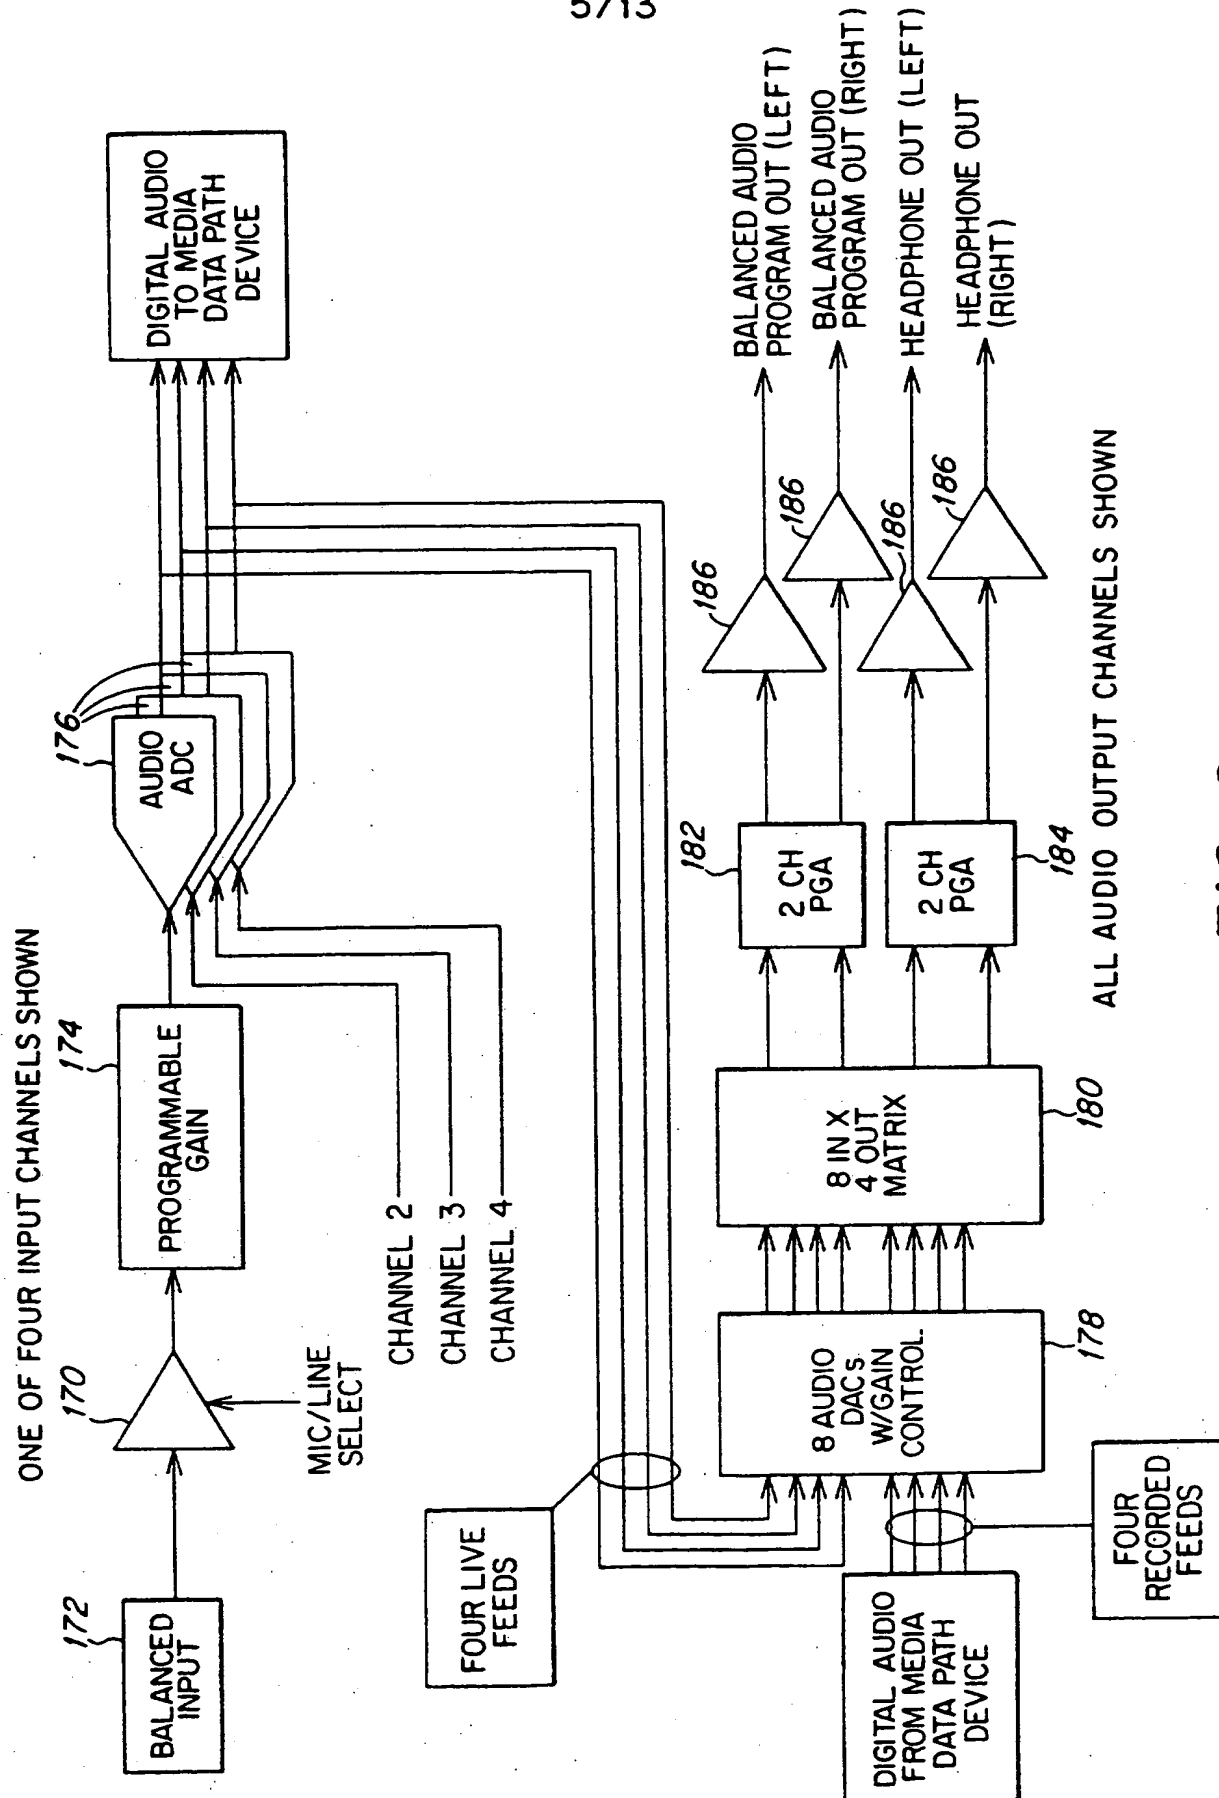 5/13
ONE OF FOUR INPUT CHANNELS SHOWN
172
BALANCED
INPUT
170
MIC/LINE
SELECT
174
PROGRAMMABLE
GAIN
176
AUDIO
ADC
DIGITAL AUDIO
TO MEDIA
DATA PATH
DEVICE
CHANNEL 2
CHANNEL 3
CHANNEL 4
FOUR LIVE
FEEDS
DIGITAL AUDIO
FROM MEDIA
DATA PATH
DEVICE
FOUR
RECORDED
FEEDS
8 AUDIO
DACs
W/GAIN
CONTROL
178
8 IN X
4 OUT
MATRIX
180
182
2 CH
PGA
2 CH
PGA
184
186
186
186
186
BALANCED AUDIO
PROGRAM OUT (LEFT)
BALANCED AUDIO
PROGRAM OUT (RIGHT)
HEADPHONE OUT (LEFT)
HEADPHONE OUT
(RIGHT)
ALL AUDIO OUTPUT CHANNELS SHOWN